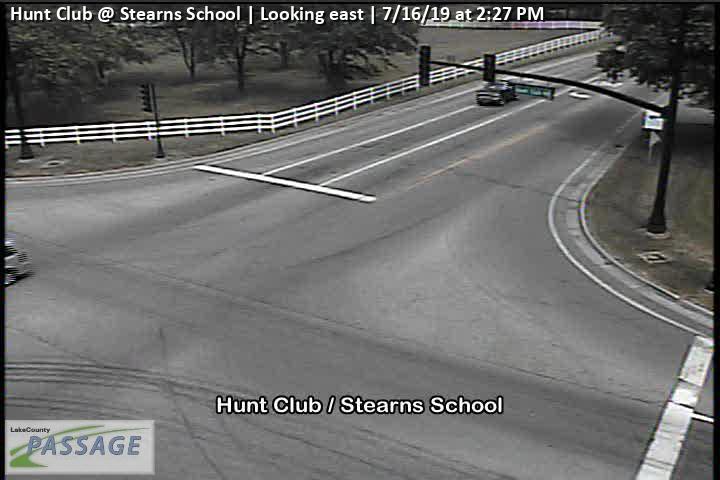 Hunt Club @ Stearns School | Looking east | 7/16/19 at 2:27 PM
Hunt Club / Stearns School
LakeCounty
PASSAGE